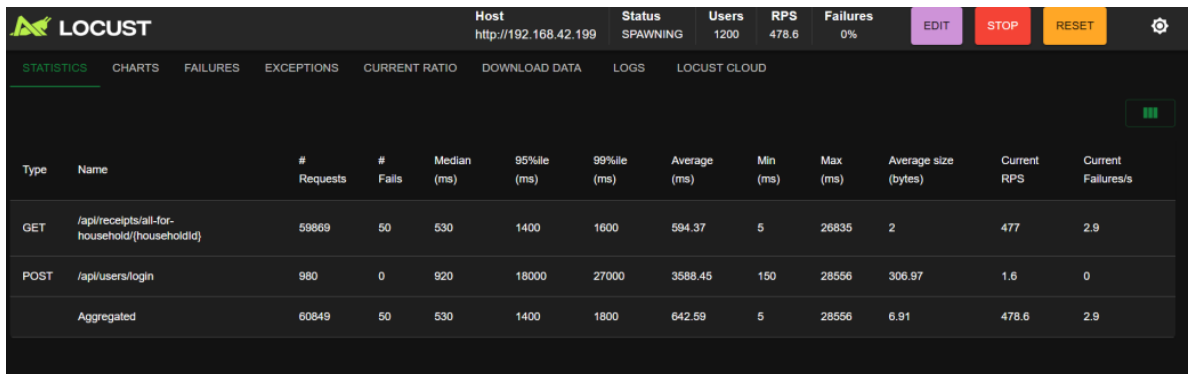 LOCUST
Host Status Users RPS Failures
http://192.168.42.199 SPAWNING 1200 478.6 0% EDIT STOP RESET
STATISTICS CHARTS FAILURES EXCEPTIONS CURRENT RATIO DOWNLOAD DATA LOGS LOCUST CLOUD
Type Name # Requests # Fails Median (ms) 95%ile (ms) 99%ile (ms) Average (ms) Min (ms) Max (ms) Average size (bytes) Current RPS Current Failures/s
GET /api/receipts/all-for-household/{householdId} 59869 50 530 1400 1600 594.37 5 26835 2 477 2.9
POST /api/users/login 980 0 920 18000 27000 3588.45 150 28556 306.97 1.6 0
Aggregated 60849 50 530 1400 1800 642.59 5 28556 6.91 478.6 2.9